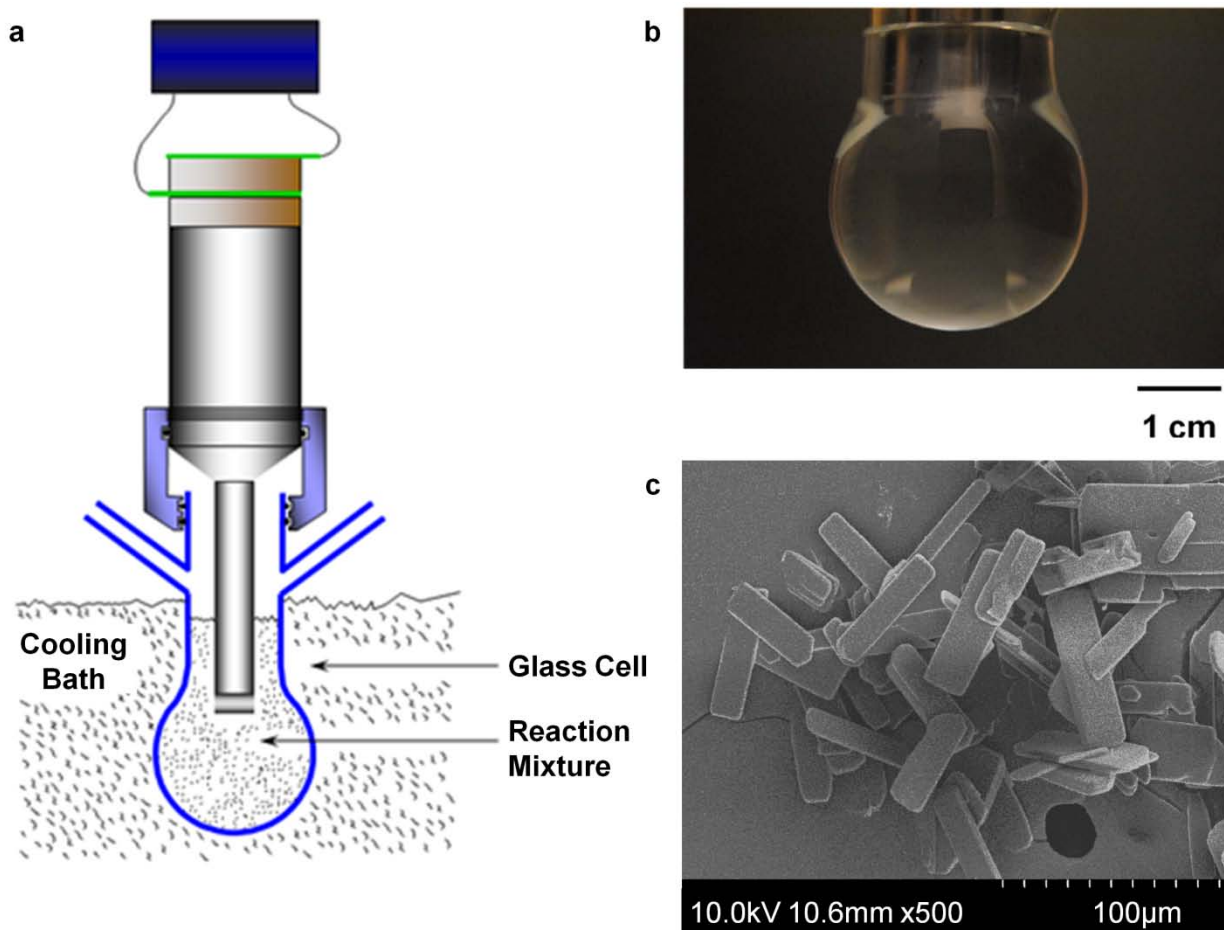 a
b
Cooling
Bath
Glass Cell
Reaction
Mixture
1 cm
c
10.0kV 10.6mm x500 100µm